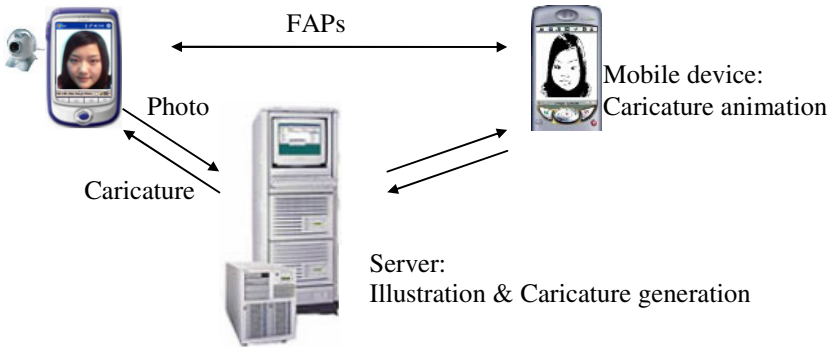 FAPs
Mobile device:
Caricature animation
Photo
Caricature
Server:
Illustration & Caricature generation